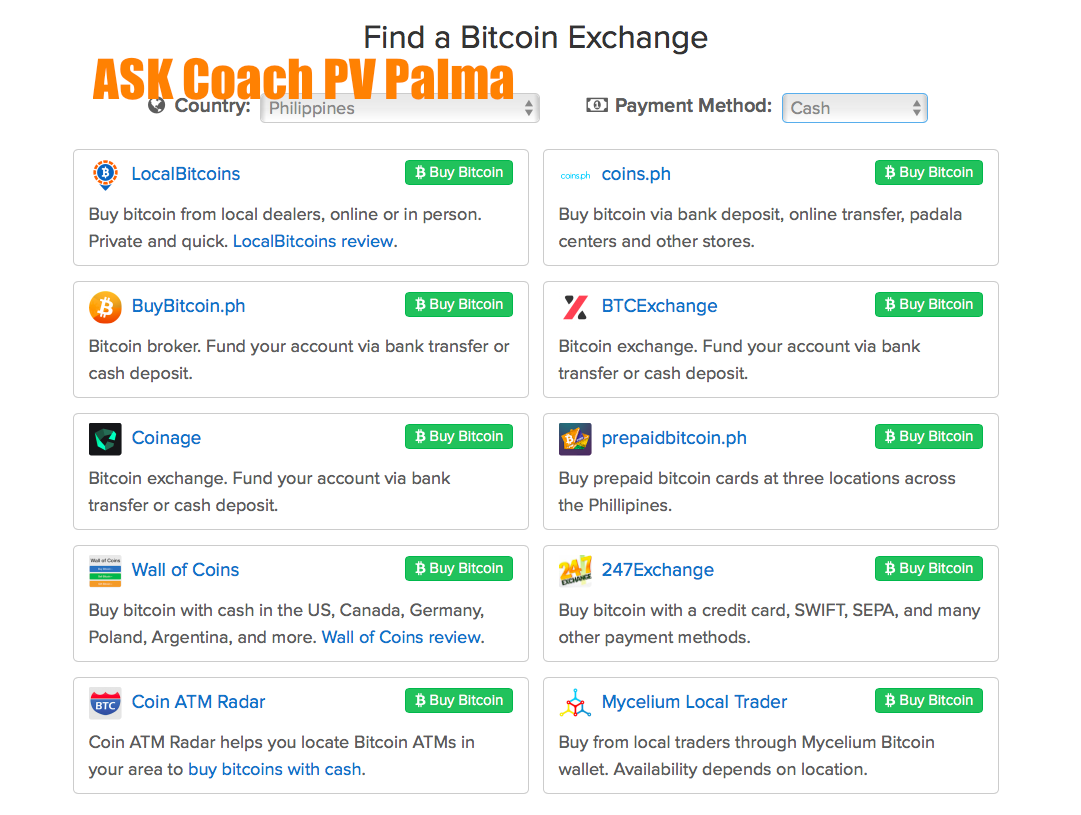 Find a Bitcoin Exchange
ASK Coach PV Palma
Country: Philippines Payment Method: Cash
LocalBitcoins
Buy Bitcoin
Buy bitcoin from local dealers, online or in person.
Private and quick. LocalBitcoins review.
coins.ph
coins.ph
Buy Bitcoin
Buy bitcoin via bank deposit, online transfer, padala
centers and other stores.
BuyBitcoin.ph
Buy Bitcoin
Bitcoin broker. Fund your account via bank transfer or
cash deposit.
BTCExchange
Buy Bitcoin
Bitcoin exchange. Fund your account via bank
transfer or cash deposit.
Coinage
Buy Bitcoin
Bitcoin exchange. Fund your account via bank
transfer or cash deposit.
prepaidbitcoin.ph
Buy Bitcoin
Buy prepaid bitcoin cards at three locations across
the Phillipines.
Wall of Coins
Wall of Coins
Buy Bitcoin
Buy bitcoin with cash in the US, Canada, Germany,
Poland, Argentina, and more. Wall of Coins review.
247
EXCHANGE
247Exchange
Buy Bitcoin
Buy bitcoin with a credit card, SWIFT, SEPA, and many
other payment methods.
BTC
Coin ATM Radar
Buy Bitcoin
Coin ATM Radar helps you locate Bitcoin ATMs in
your area to buy bitcoins with cash.
Mycelium Local Trader
Buy Bitcoin
Buy from local traders through Mycelium Bitcoin
wallet. Availability depends on location.